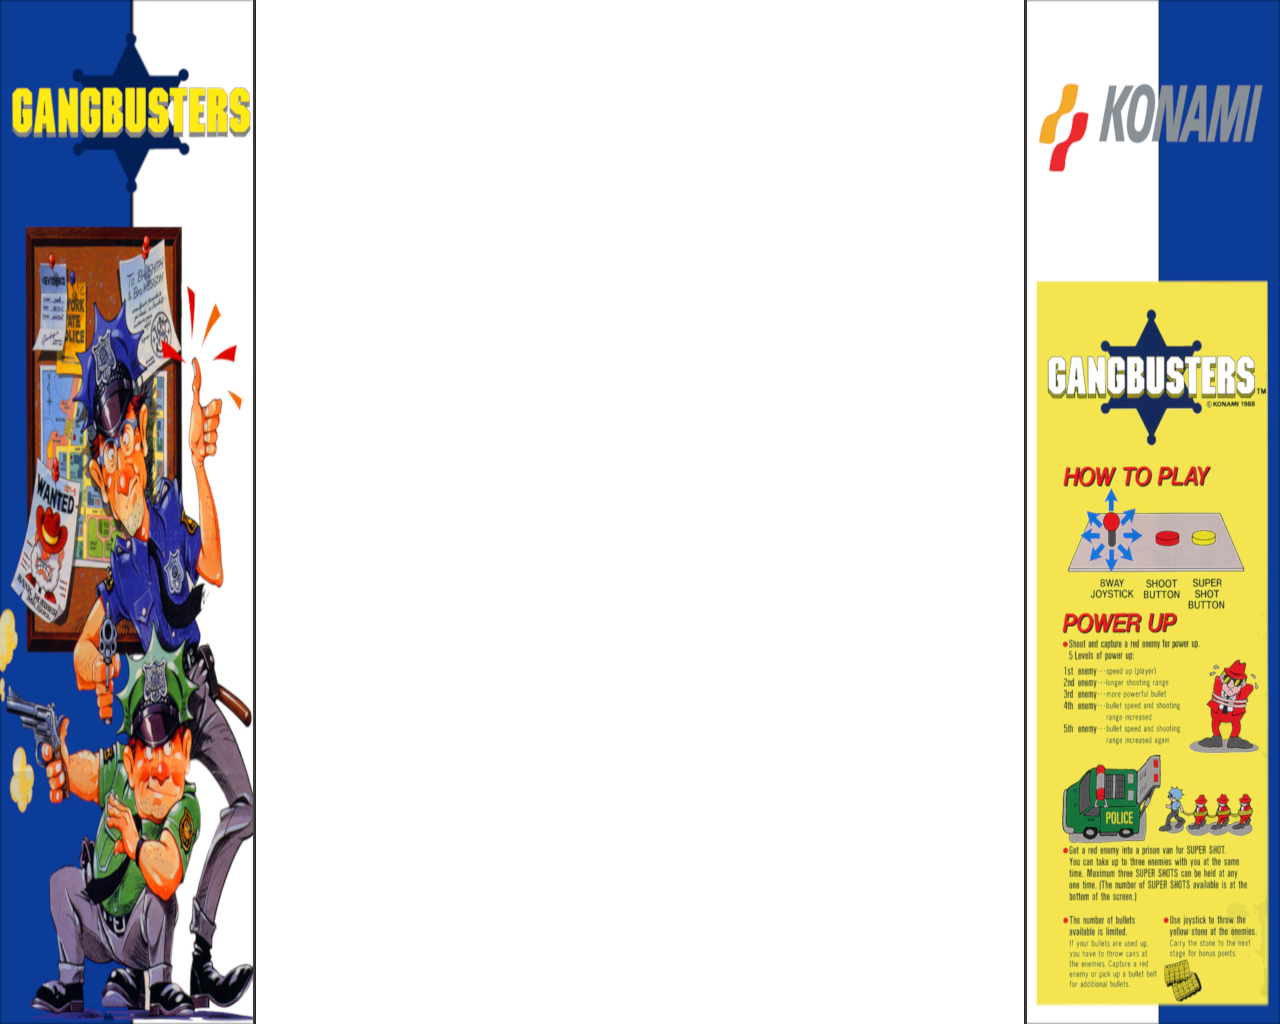 GANGBUSTERS
EVIDENCE
YORK
ATE
LICE
TO
WANTED
KONAMI
GANGBUSTERS™
© KONAMI 1988
HOW TO PLAY
8WAY JOYSTICK
SHOOT BUTTON
SUPER SHOT BUTTON
POWER UP
● Shoot and capture a red enemy for power up.
5 Levels of power up:
1st enemy···speed up (player)
2nd enemy···longer shooting range
3rd enemy···more powerful bullet
4th enemy···bullet speed and shooting
range increased
5th enemy···bullet speed and shooting
range increased again
POLICE
● Get a red enemy into a prison van for SUPER SHOT.
You can take up to three enemies with you at the same
time. Maximum three SUPER SHOTS can be held at any
one time. (The number of SUPER SHOTS available is at the
bottom of the screen.)
● The number of bullets
available is limited.
If your bullets are used up,
you have to throw cans at
the enemies. Capture a red
enemy or pick up a bullet belt
for additional bullets.
● Use joystick to throw the
yellow stone at the enemies.
Carry the stone to the next
stage for bonus points.